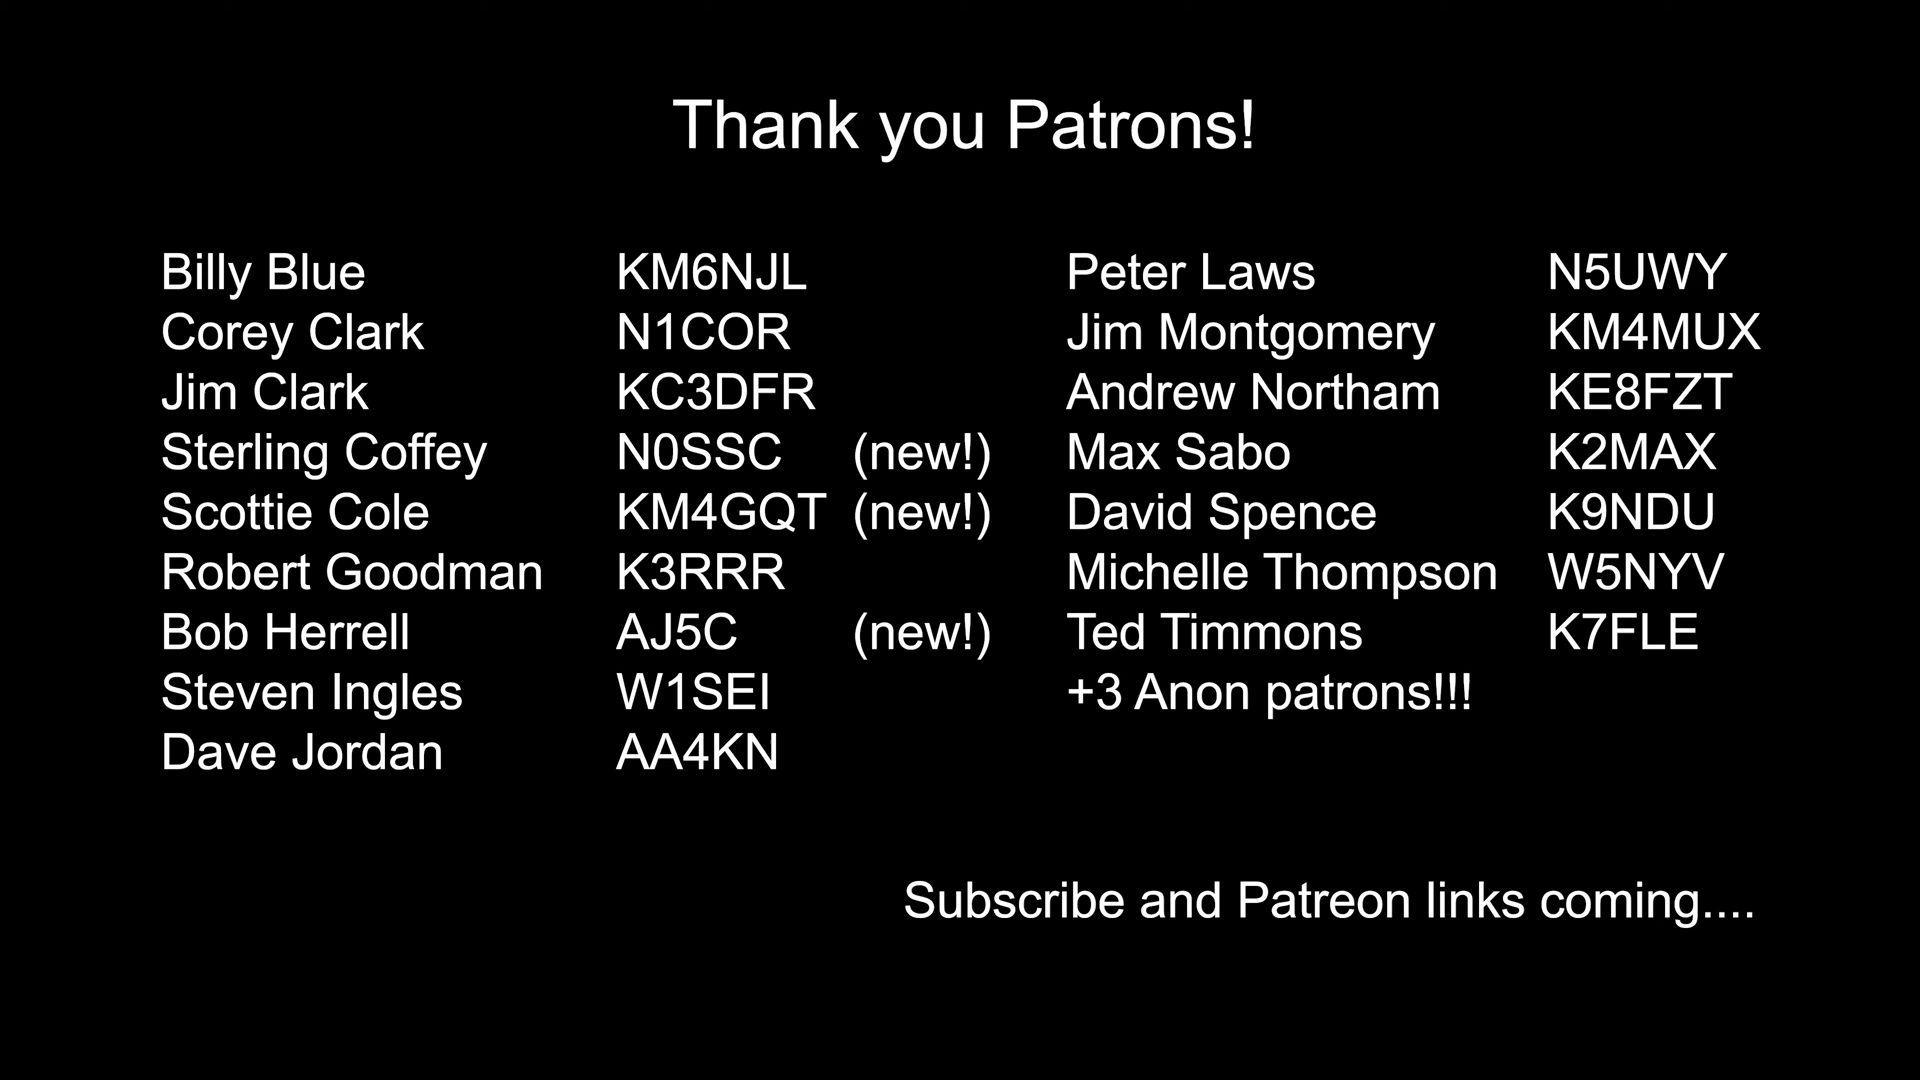 Thank you Patrons!
Billy Blue KM6NJL
Corey Clark N1COR
Jim Clark KC3DFR
Sterling Coffey N0SSC (new!)
Scottie Cole KM4GQT (new!)
Robert Goodman K3RRR
Bob Herrell AJ5C (new!)
Steven Ingles W1SEI
Dave Jordan AA4KN
Peter Laws N5UWY
Jim Montgomery KM4MUX
Andrew Northam KE8FZT
Max Sabo K2MAX
David Spence K9NDU
Michelle Thompson W5NYV
Ted Timmons K7FLE
+3 Anon patrons!!!
Subscribe and Patreon links coming....